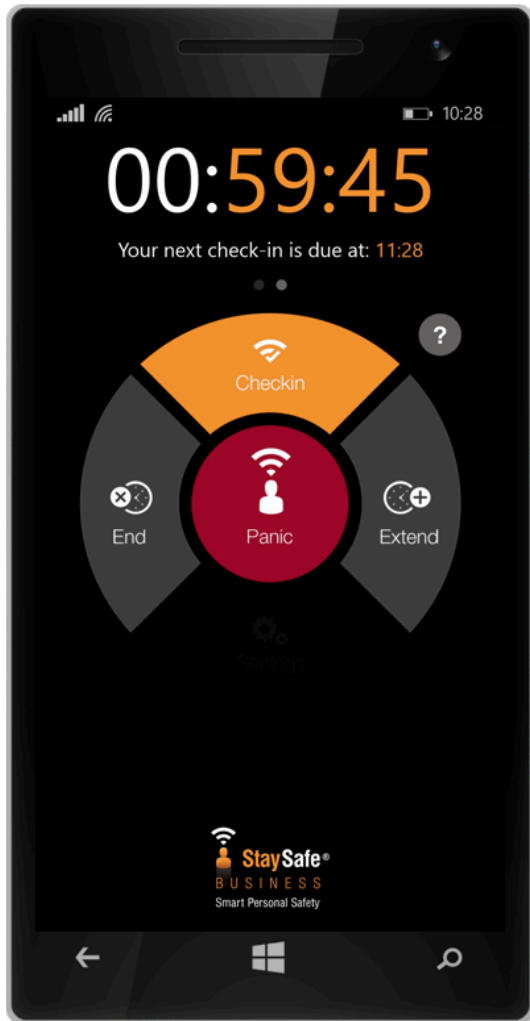 10:28
00:59:45
Your next check-in is due at: 11:28
?
Checkin
End
Panic
Extend
Settings
StaySafe®
BUSINESS
Smart Personal Safety